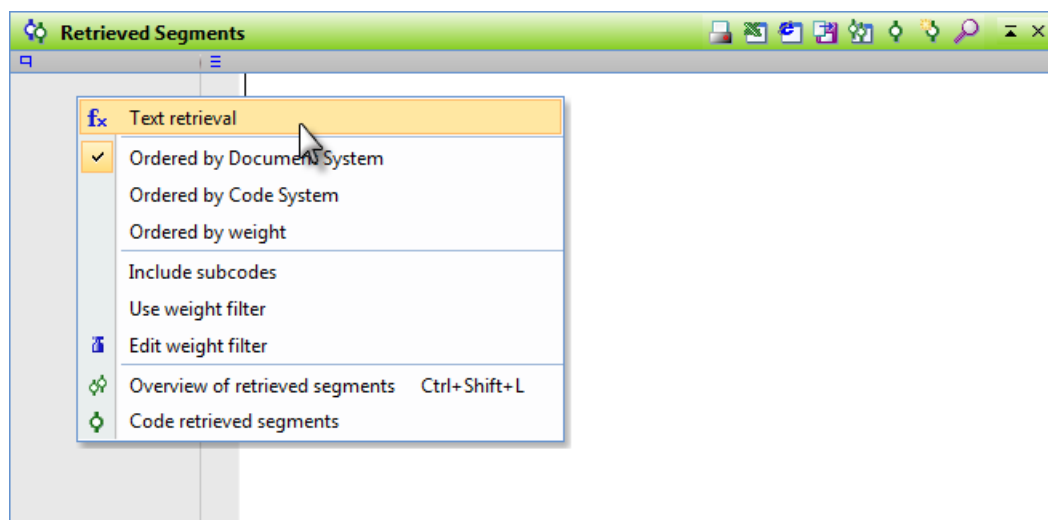 Retrieved Segments
fx Text retrieval
Ordered by Document System
Ordered by Code System
Ordered by weight
Include subcodes
Use weight filter
Edit weight filter
Overview of retrieved segments Ctrl+Shift+L
Code retrieved segments